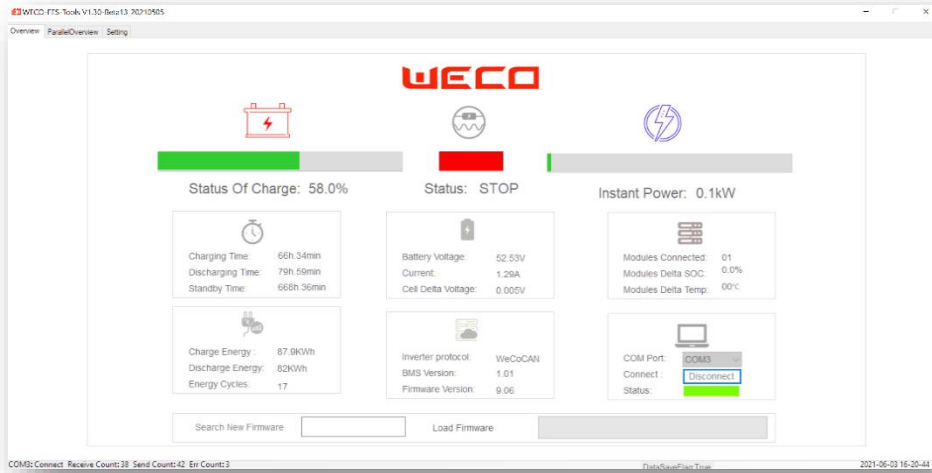 WTCO-FTS-Tools V1.30-Beta13 20210505
Overview ParallelOverview Setting
WECO
Status Of Charge: 58.0%
Status: STOP
Instant Power: 0.1kW
Charging Time: 66h.34min
Discharging Time: 79h.59min
Standby Time: 668h.36min
Battery Voltage: 52.53V
Current: 1.29A
Cell Delta Voltage: 0.005V
Modules Connected: 01
Modules Delta SOC: 0.0%
Modules Delta Temp: 00℃
Charge Energy : 87.9KWh
Discharge Energy: 82KWh
Energy Cycles: 17
Inverter protocol: WeCoCAN
BMS Version: 1.01
Firmware Version: 9.06
COM Port: COM3
Connect : Disconnect
Status:
Search New Firmware
Load Firmware
COM3: Connect Receive Count: 38 Send Count: 42 Err Count: 3
DataSaveFlag True
2021-06-03 16-20-44